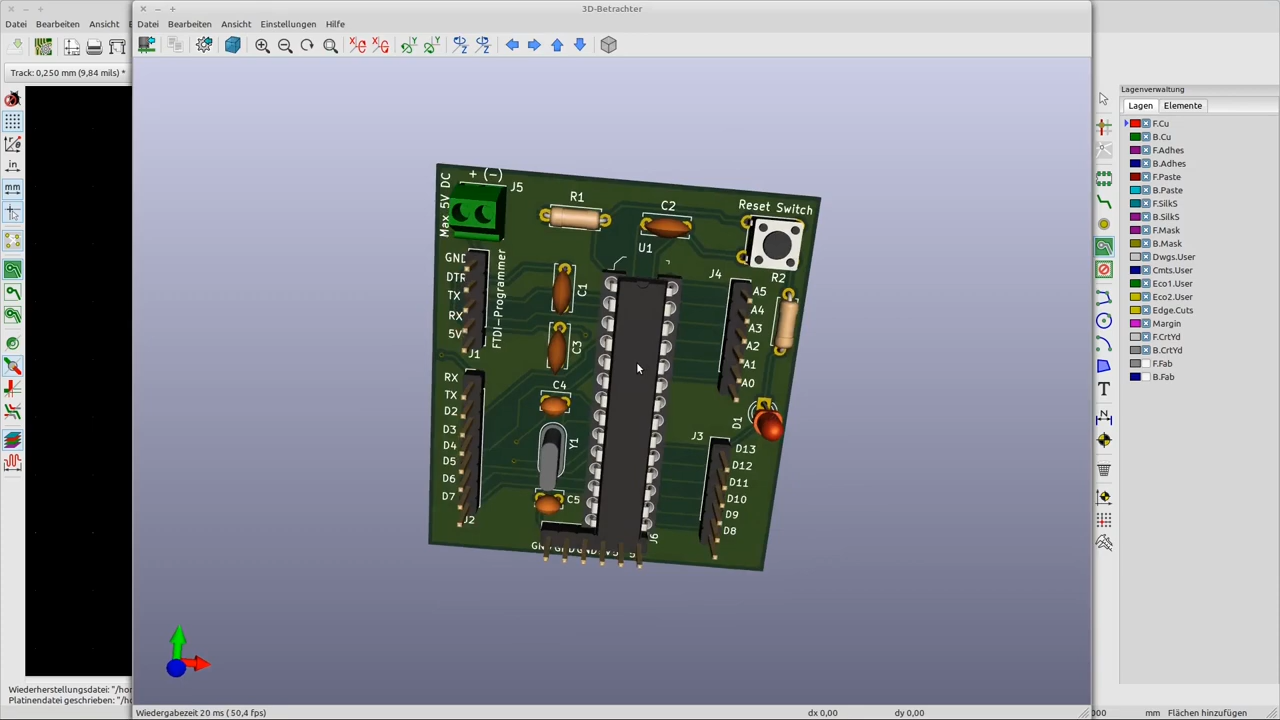 3D-Betrachter
Datei Bearbeiten Ansicht
Datei Bearbeiten Ansicht Einstellungen Hilfe
Track: 0,250 mm (9,84 mils) *
in
mm
Lagenverwaltung
Lagen Elemente
F.Cu
B.Cu
F.Adhes
B.Adhes
F.Paste
B.Paste
F.SilkS
B.SilkS
F.Mask
B.Mask
Dwgs.User
Cmts.User
Eco1.User
Eco2.User
Edge.Cuts
Margin
F.CrtYd
B.CrtYd
F.Fab
B.Fab
Max 5V DC
+ (-)
J5
R1
C2
Reset Switch
U1
GND
DTR
TX
RX
5V
J1
FTDI-Programmer
C1
C3
C4
Y1
C5
J4
R2
A5
A4
A3
A2
A1
A0
D1
RX
TX
D2
D3
D4
D5
D6
D7
J2
J3
D13
D12
D11
D10
D9
D8
J6
Wiederherstellungsdatei: "/hor
Platinendatei geschrieben: "/h
Wiedergabezeit 20 ms ( 50,4 fps)
dx 0,00
dy 0,00
000
mm
Flächen hinzufügen